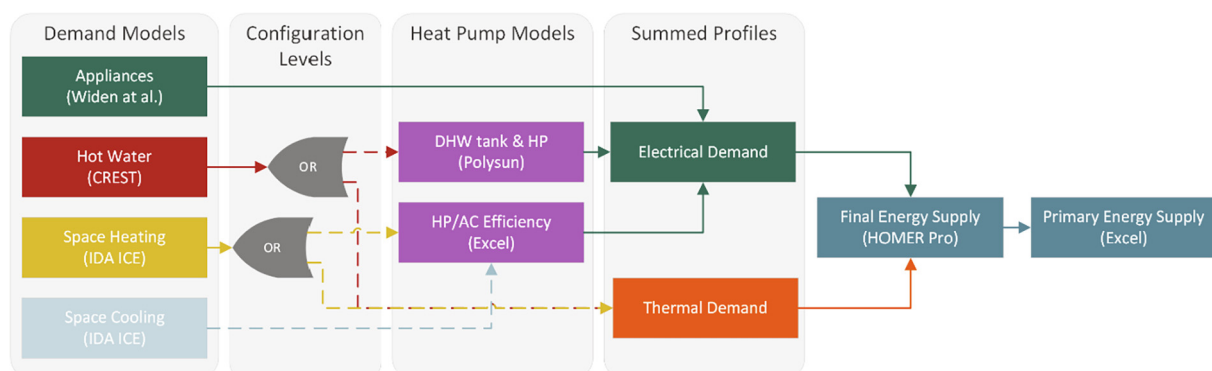 Demand Models
Configuration
Levels
Heat Pump Models
Summed Profiles
Appliances
(Widen at al.)
Hot Water
(CREST)
OR
DHW tank & HP
(Polysun)
Electrical Demand
Space Heating
(IDA ICE)
OR
HP/AC Efficiency
(Excel)
Final Energy Supply
(HOMER Pro)
Primary Energy Supply
(Excel)
Space Cooling
(IDA ICE)
Thermal Demand